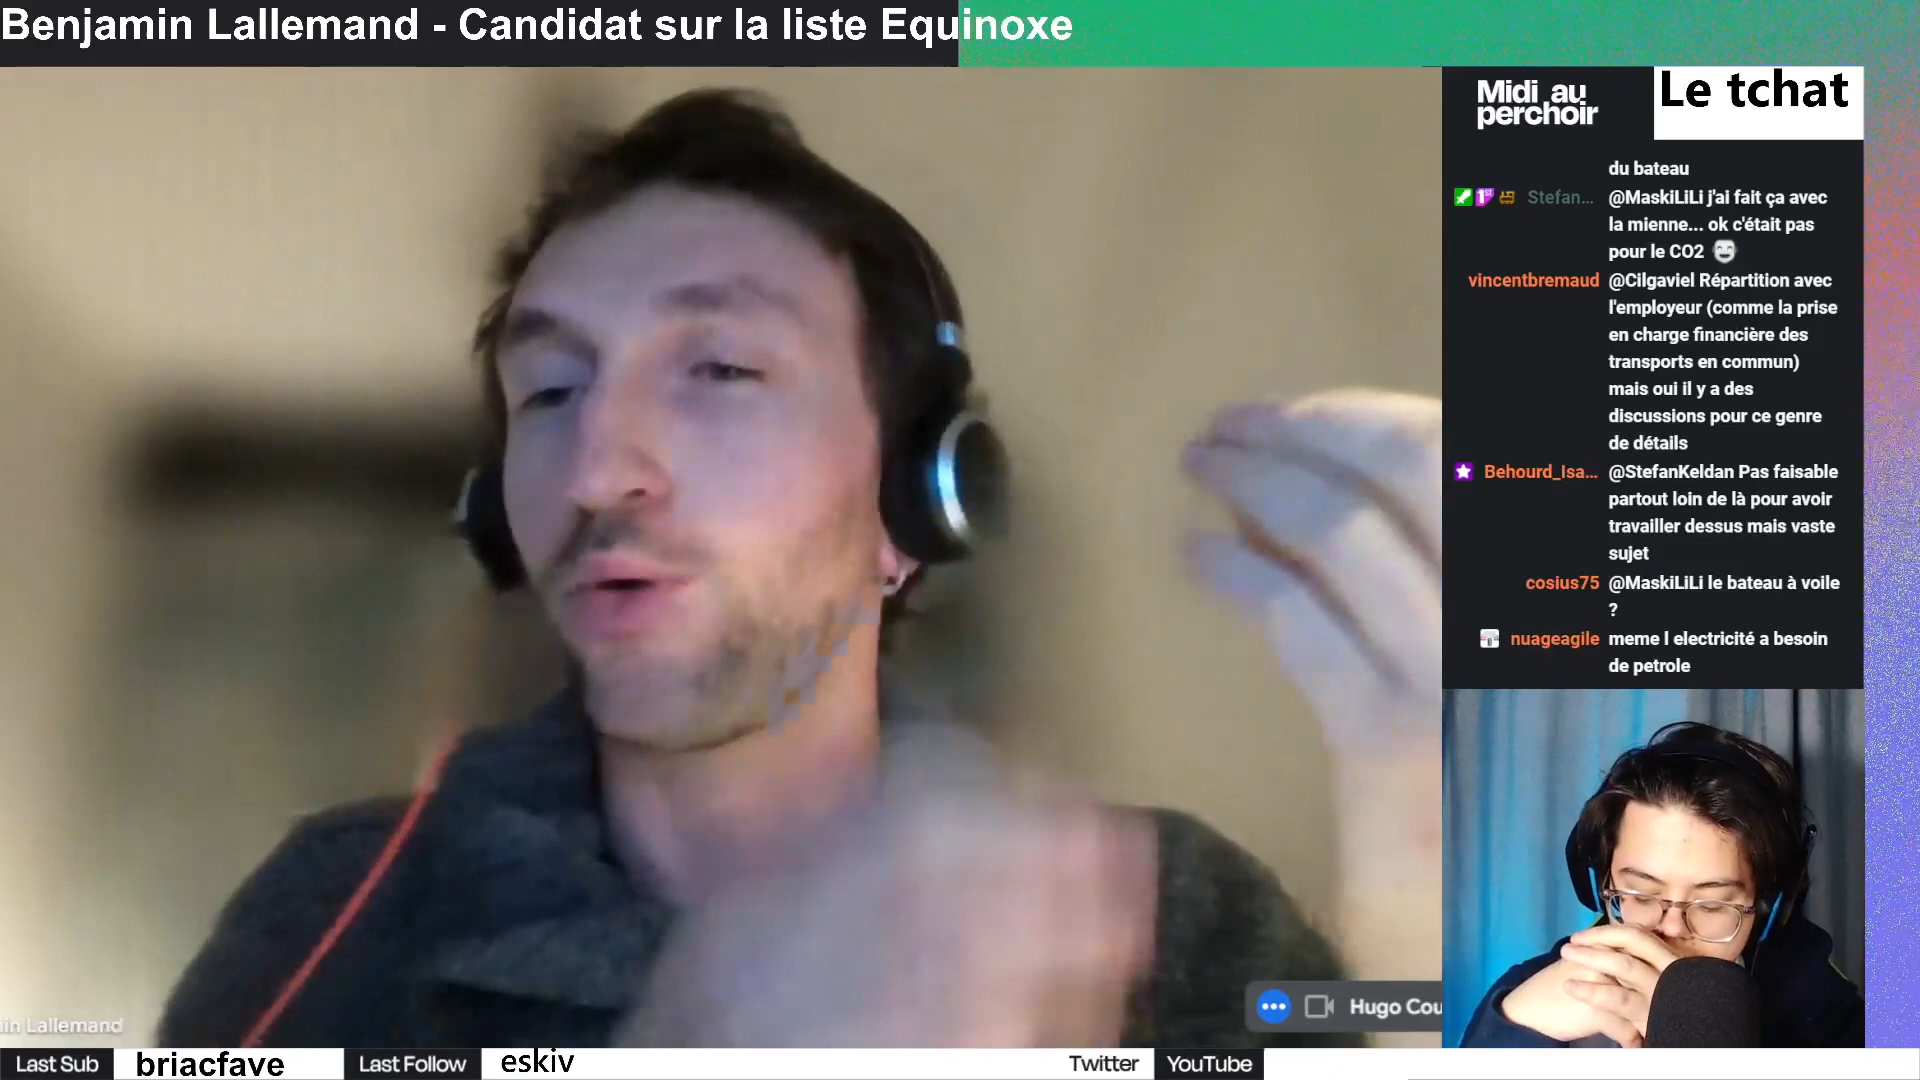 Benjamin Lallemand - Candidat sur la liste Equinoxe
Midi au
perchoir
Le tchat
du bateau
Stefan... @MaskiLiLi j'ai fait ça avec
la mienne... ok c'était pas
pour le CO2
vincentbremaud @Cilgaviel Répartition avec
l'employeur (comme la prise
en charge financière des
transports en commun)
mais oui il y a des
discussions pour ce genre
de détails
Behourd_Isa... @StefanKeldan Pas faisable
partout loin de là pour avoir
travailler dessus mais vaste
sujet
cosius75 @MaskiLiLi le bateau à voile
?
nuageagile meme l electricité a besoin
de petrole
in Lallemand
Hugo Cou
Last Sub briacfave Last Follow eskiv Twitter YouTube